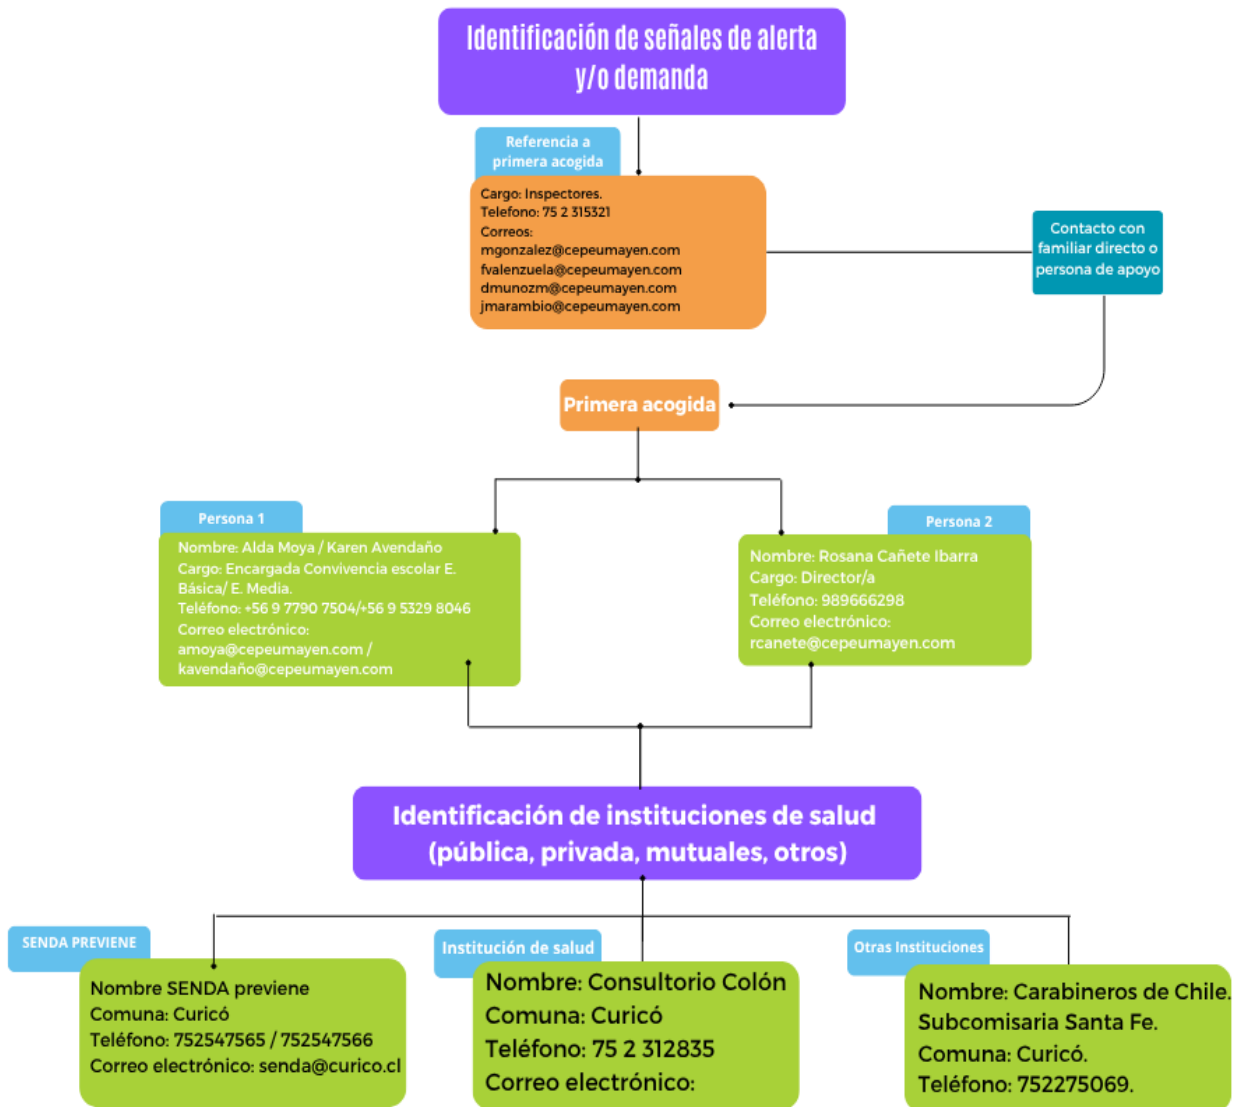 Identificación de señales de alerta
y/o demanda
Referencia a
primera acogida
Cargo: Inspectores.
Telefono: 75 2 315321
Correos:
mgonzalez@cepeumayen.com
fvalenzuela@cepeumayen.com
dmunozm@cepeumayen.com
jmarambio@cepeumayen.com
Contacto con
familiar directo o
persona de apoyo
Primera acogida
Persona 1
Nombre: Alda Moya / Karen Avendaño
Cargo: Encargada Convivencia escolar E.
Básica/ E. Media.
Teléfono: +56 9 7790 7504/+56 9 5329 8046
Correo electrónico:
amoya@cepeumayen.com /
kavendaño@cepeumayen.com
Persona 2
Nombre: Rosana Cañete Ibarra
Cargo: Director/a
Teléfono: 989666298
Correo electrónico:
rcanete@cepeumayen.com
Identificación de instituciones de salud
(pública, privada, mutuales, otros)
SENDA PREVIENE
Nombre SENDA previene
Comuna: Curicó
Teléfono: 752547565 / 752547566
Correo electrónico: senda@curico.cl
Institución de salud
Nombre: Consultorio Colón
Comuna: Curicó
Teléfono: 75 2 312835
Correo electrónico:
Otras Instituciones
Nombre: Carabineros de Chile.
Subcomisaria Santa Fe.
Comuna: Curicó.
Teléfono: 752275069.